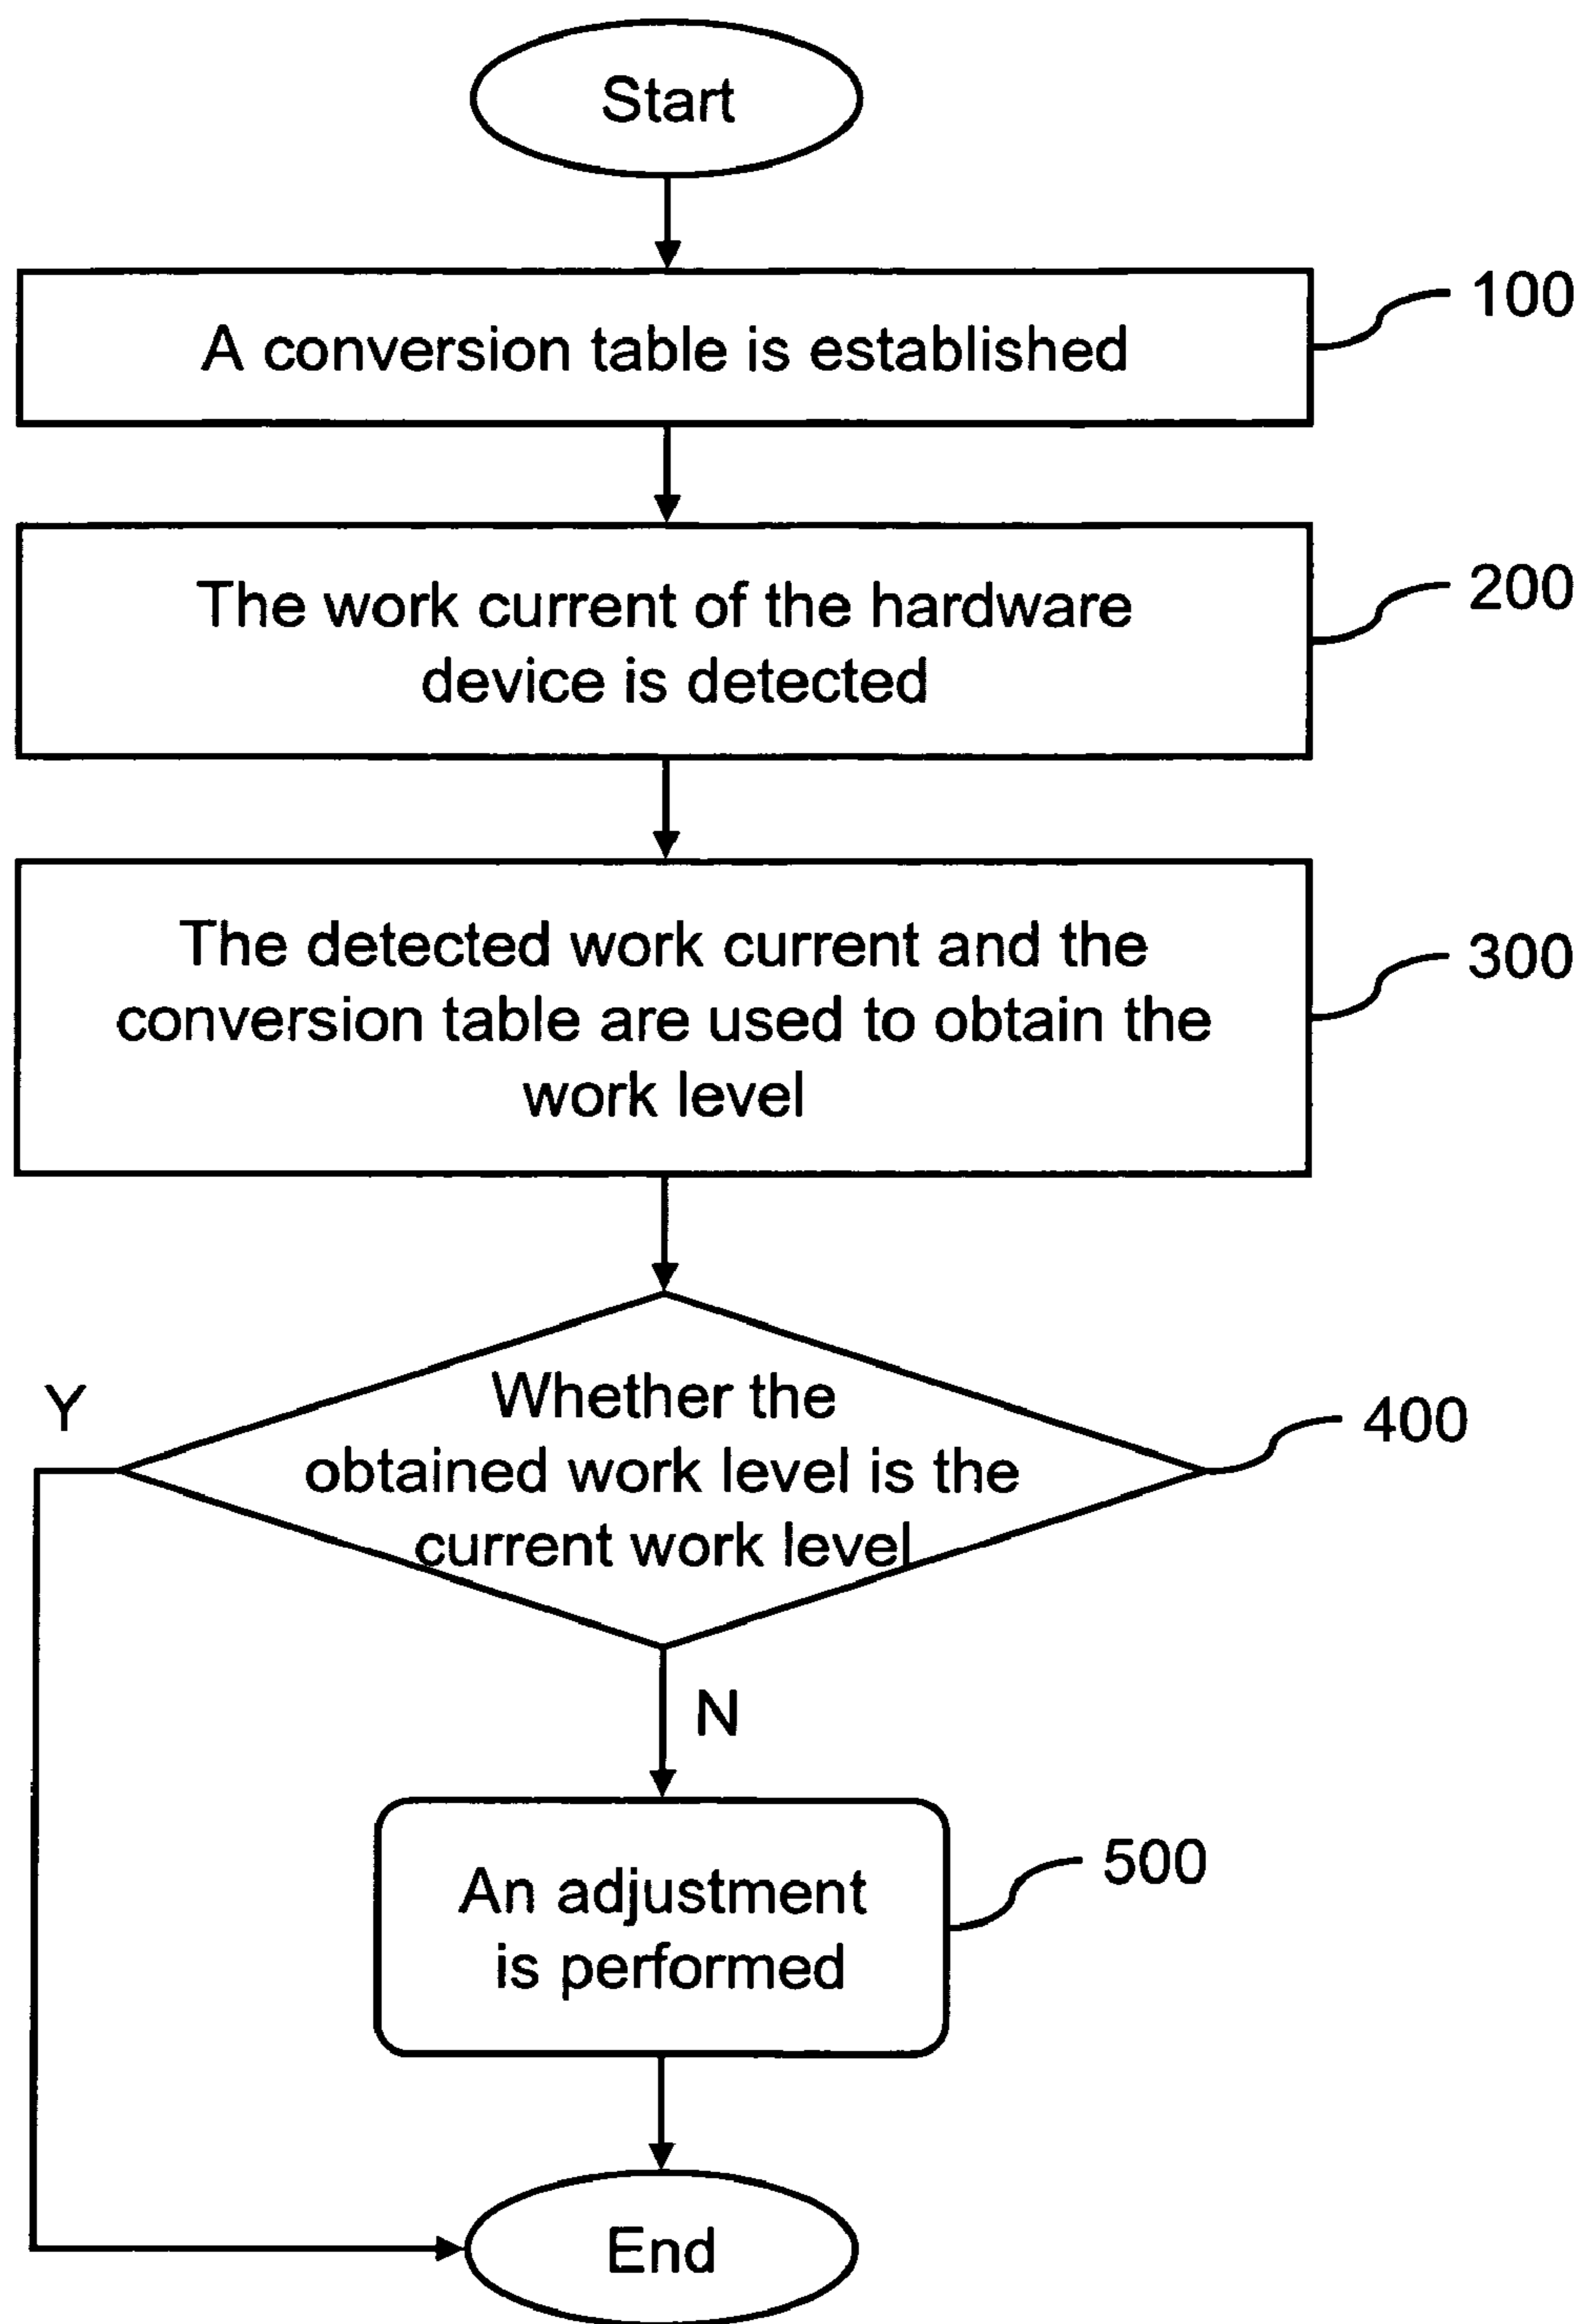 Start
A conversion table is established
100
The work current of the hardware
device is detected
200
The detected work current and the
conversion table are used to obtain the
work level
300
Whether the
obtained work level is the
current work level
400
Y
N
An adjustment
is performed
500
End